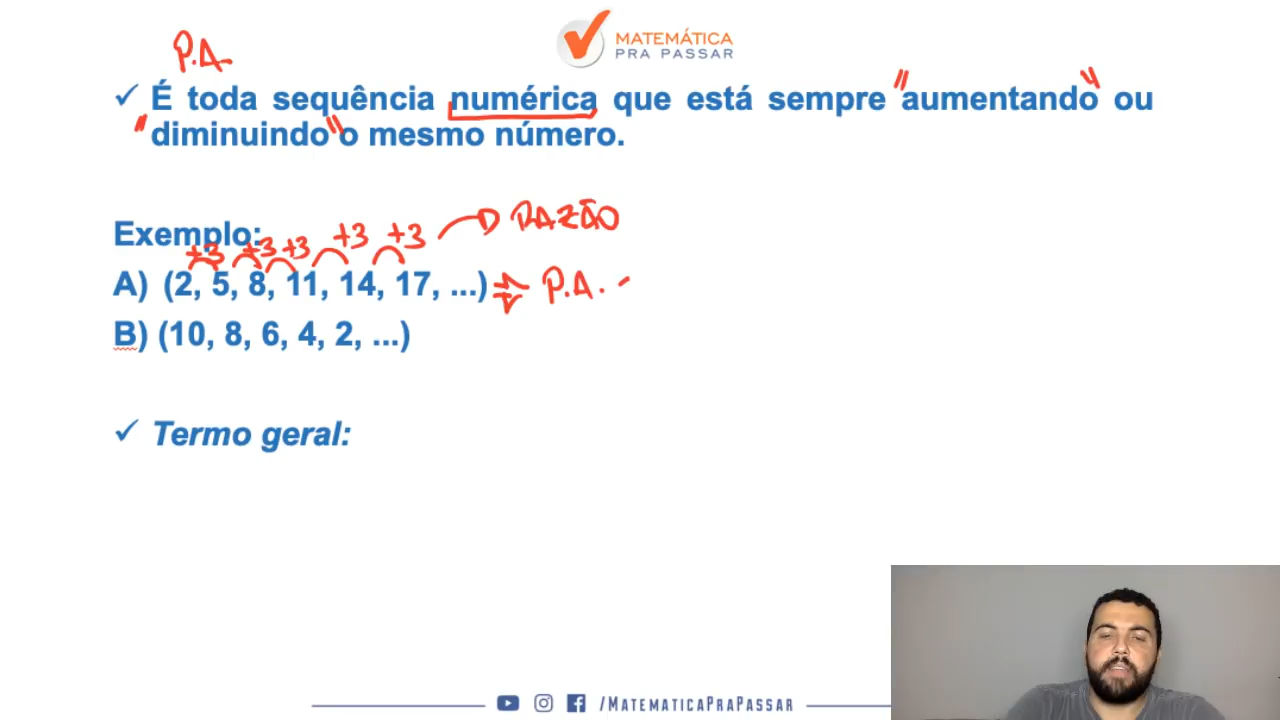 MATEMÁTICA
PRA PASSAR
P.A.
✓ É toda sequência numérica que está sempre "aumentando" ou
"diminuindo" o mesmo número.
Exemplo:
+3 +3 +3 +3 +3 RAZÃO
A) (2, 5, 8, 11, 14, 17, ...) P.A.
B) (10, 8, 6, 4, 2, ...)
✓ Termo geral:
/MATEMATICAPRAPASSAR